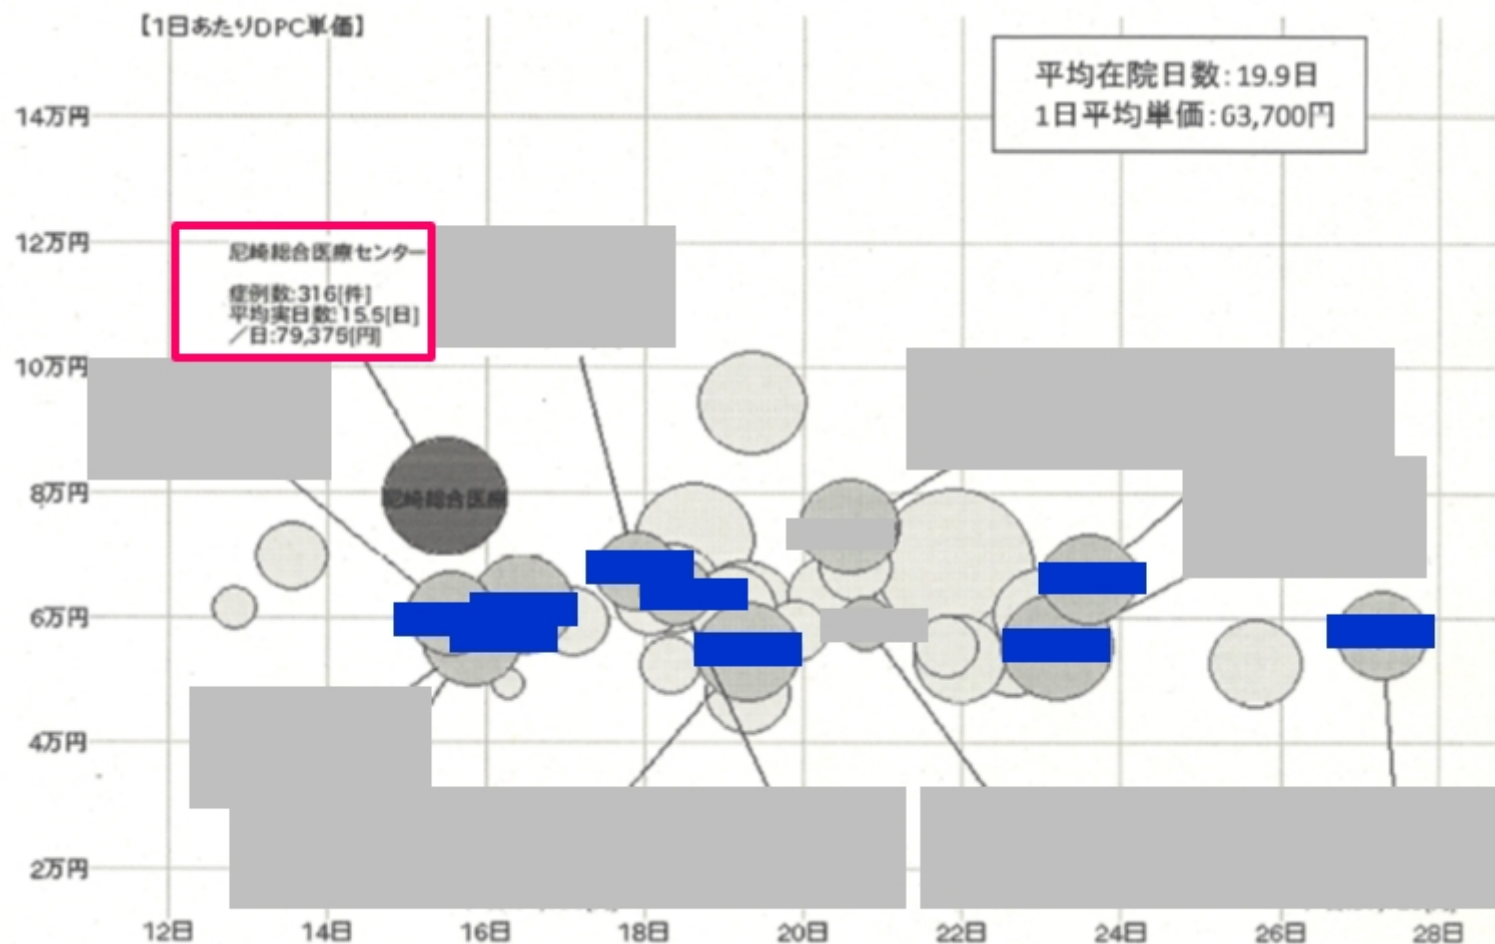 【1日あたりDPC単価】
平均在院日数:19.9日
1日平均単価:63,700円
14万円
12万円
10万円
8万円
6万円
4万円
2万円
尼崎総合医療センター
症例数:316[件]
平均実日数:15.5[日]
/日:79,375[円]
尼崎総合医療
12日
14日
16日
18日
20日
22日
24日
26日
28日